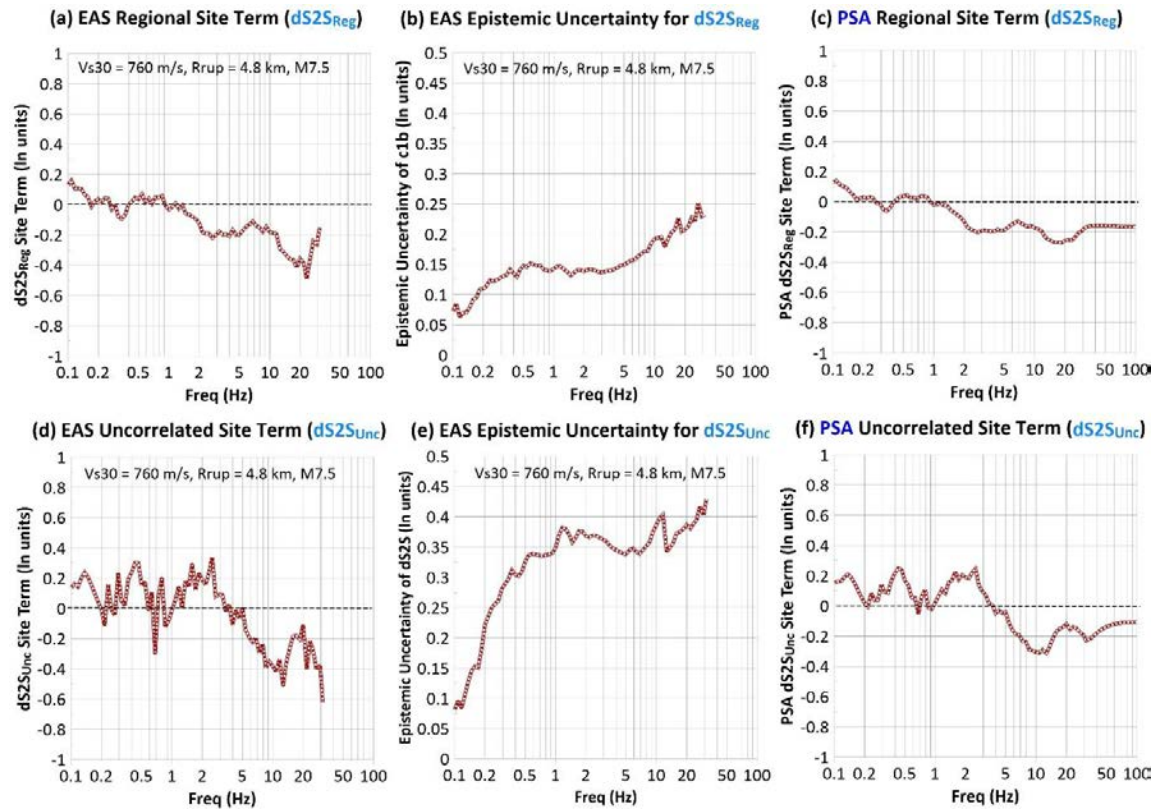 (a) EAS Regional Site Term (dS2SReg)
(b) EAS Epistemic Uncertainty for dS2SReg
(c) PSA Regional Site Term (dS2SReg)
dS2SReg Site Term (ln units)
1
0.8
0.6
0.4
0.2
0
-0.2
-0.4
-0.6
-0.8
-1
Vs30 = 760 m/s, Rrup = 4.8 km, M7.5
0.1 0.2 0.5 1 2 5 10 20 50 100
Freq (Hz)
Epistemic Uncertainty of c1b (ln units)
0.5
0.45
0.4
0.35
0.3
0.25
0.2
0.15
0.1
0.05
0
Vs30 = 760 m/s, Rrup = 4.8 km, M7.5
0.1 0.2 0.5 1 2 5 10 20 50 100
Freq (Hz)
PSA dS2SReg Site Term (ln units)
1
0.8
0.6
0.4
0.2
0
-0.2
-0.4
-0.6
-0.8
-1
0.1 0.2 0.5 1 2 5 10 20 50 100
Freq (Hz)
(d) EAS Uncorrelated Site Term (dS2SUnc)
(e) EAS Epistemic Uncertainty for dS2SUnc
(f) PSA Uncorrelated Site Term (dS2SUnc)
dS2SUnc Site Term (ln units)
1
0.8
0.6
0.4
0.2
0
-0.2
-0.4
-0.6
-0.8
-1
Vs30 = 760 m/s, Rrup = 4.8 km, M7.5
0.1 0.2 0.5 1 2 5 10 20 50 100
Freq (Hz)
Epistemic Uncertainty of dS2S (ln units)
0.5
0.45
0.4
0.35
0.3
0.25
0.2
0.15
0.1
0.05
0
Vs30 = 760 m/s, Rrup = 4.8 km, M7.5
0.1 0.2 0.5 1 2 5 10 20 50 100
Freq (Hz)
PSA dS2SUnc Site Term (ln units)
1
0.8
0.6
0.4
0.2
0
-0.2
-0.4
-0.6
-0.8
-1
0.1 0.2 0.5 1 2 5 10 20 50 100
Freq (Hz)